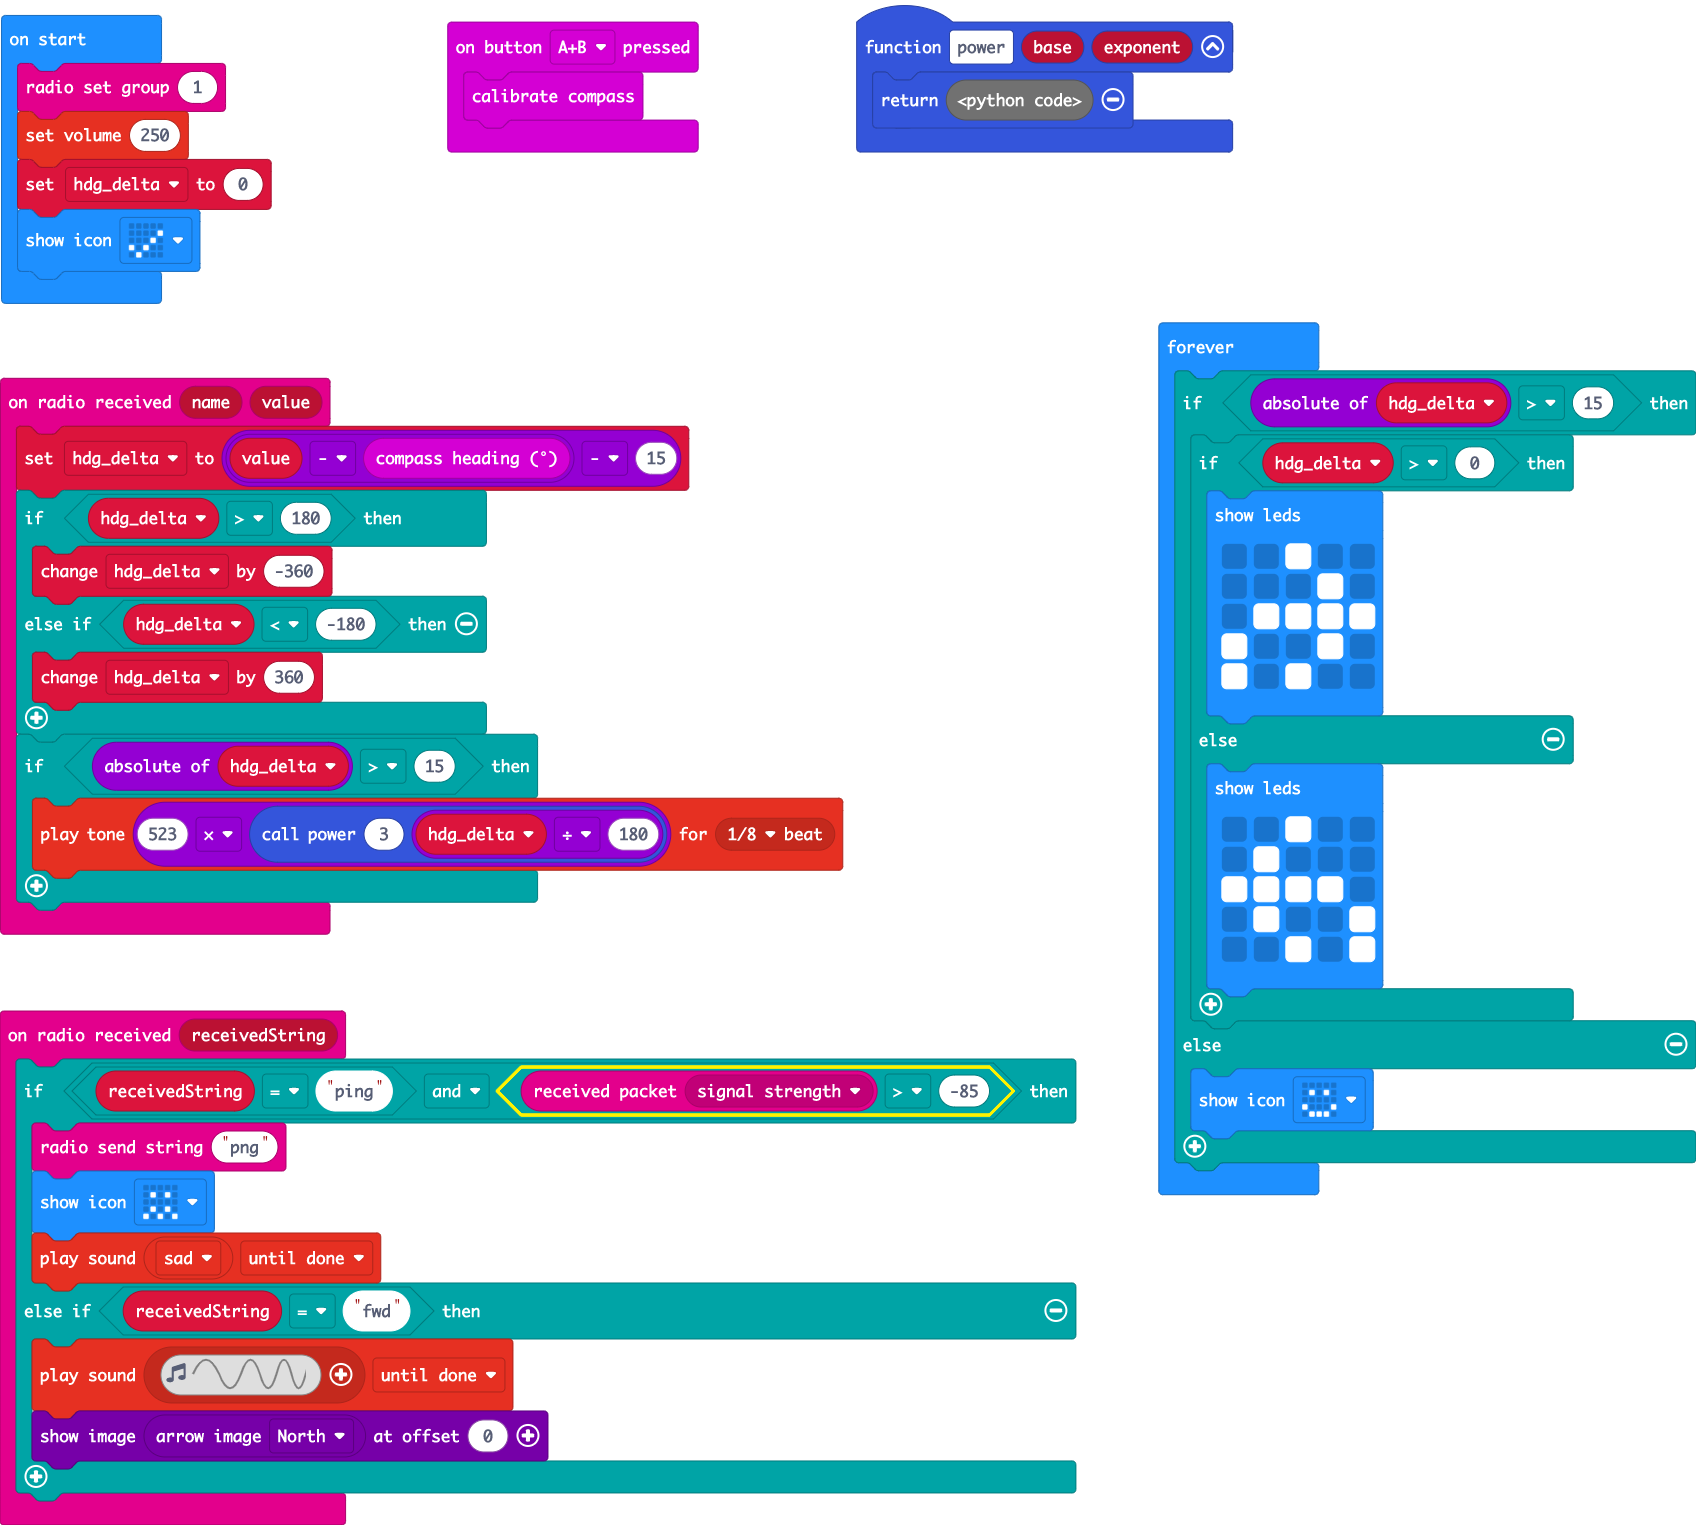 on start
radio set group 1
set volume 250
set hdg_delta to 0
show icon
on button A+B pressed
calibrate compass
function power base exponent
return <python code>
on radio received name value
set hdg_delta to value - compass heading (°) - 15
if hdg_delta > 180 then
change hdg_delta by -360
else if hdg_delta < -180 then
change hdg_delta by 360
if absolute of hdg_delta > 15 then
play tone 523 × call power 3 hdg_delta ÷ 180 for 1/8 beat
on radio received receivedString
if receivedString = "ping" and received packet signal strength > -85 then
radio send string "png"
show icon
play sound sad until done
else if receivedString = "fwd" then
play sound until done
show image arrow image North at offset 0
forever
if absolute of hdg_delta > 15 then
if hdg_delta > 0 then
show leds
else
show leds
else
show icon